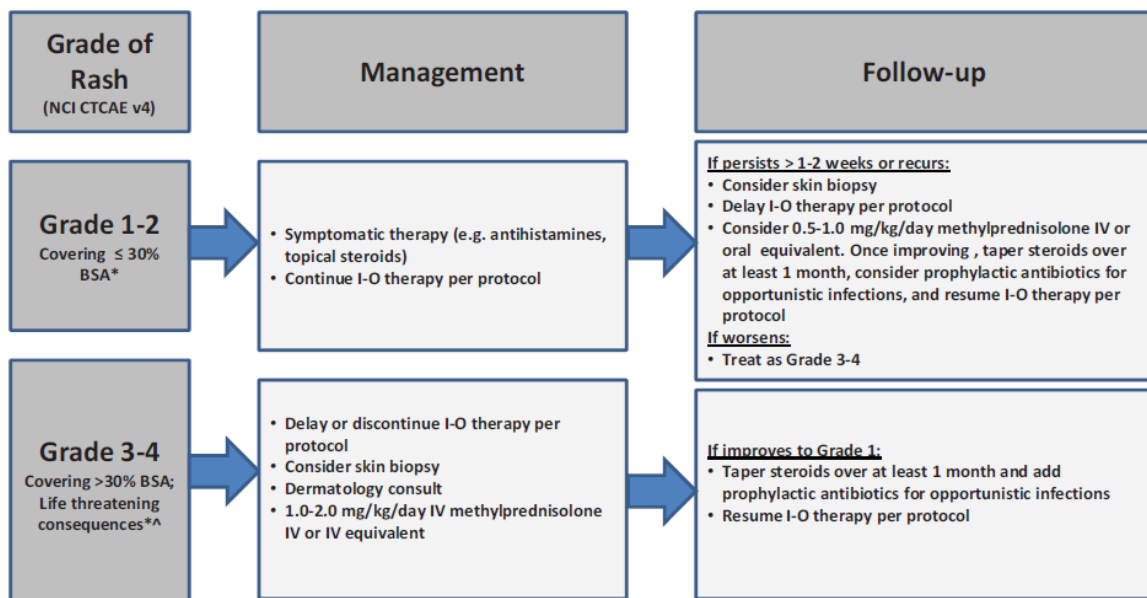 Grade of
Rash
(NCI CTCAE v4)
Management
Follow-up
Grade 1-2
Covering ≤ 30%
BSA*
• Symptomatic therapy (e.g. antihistamines,
topical steroids)
• Continue I-O therapy per protocol
If persists > 1-2 weeks or recurs:
• Consider skin biopsy
• Delay I-O therapy per protocol
• Consider 0.5-1.0 mg/kg/day methylprednisolone IV or
oral equivalent. Once improving , taper steroids over
at least 1 month, consider prophylactic antibiotics for
opportunistic infections, and resume I-O therapy per
protocol
If worsens:
• Treat as Grade 3-4
Grade 3-4
Covering >30% BSA;
Life threatening
consequences*^
• Delay or discontinue I-O therapy per
protocol
• Consider skin biopsy
• Dermatology consult
• 1.0-2.0 mg/kg/day IV methylprednisolone
IV or IV equivalent
If improves to Grade 1:
• Taper steroids over at least 1 month and add
prophylactic antibiotics for opportunistic infections
• Resume I-O therapy per protocol